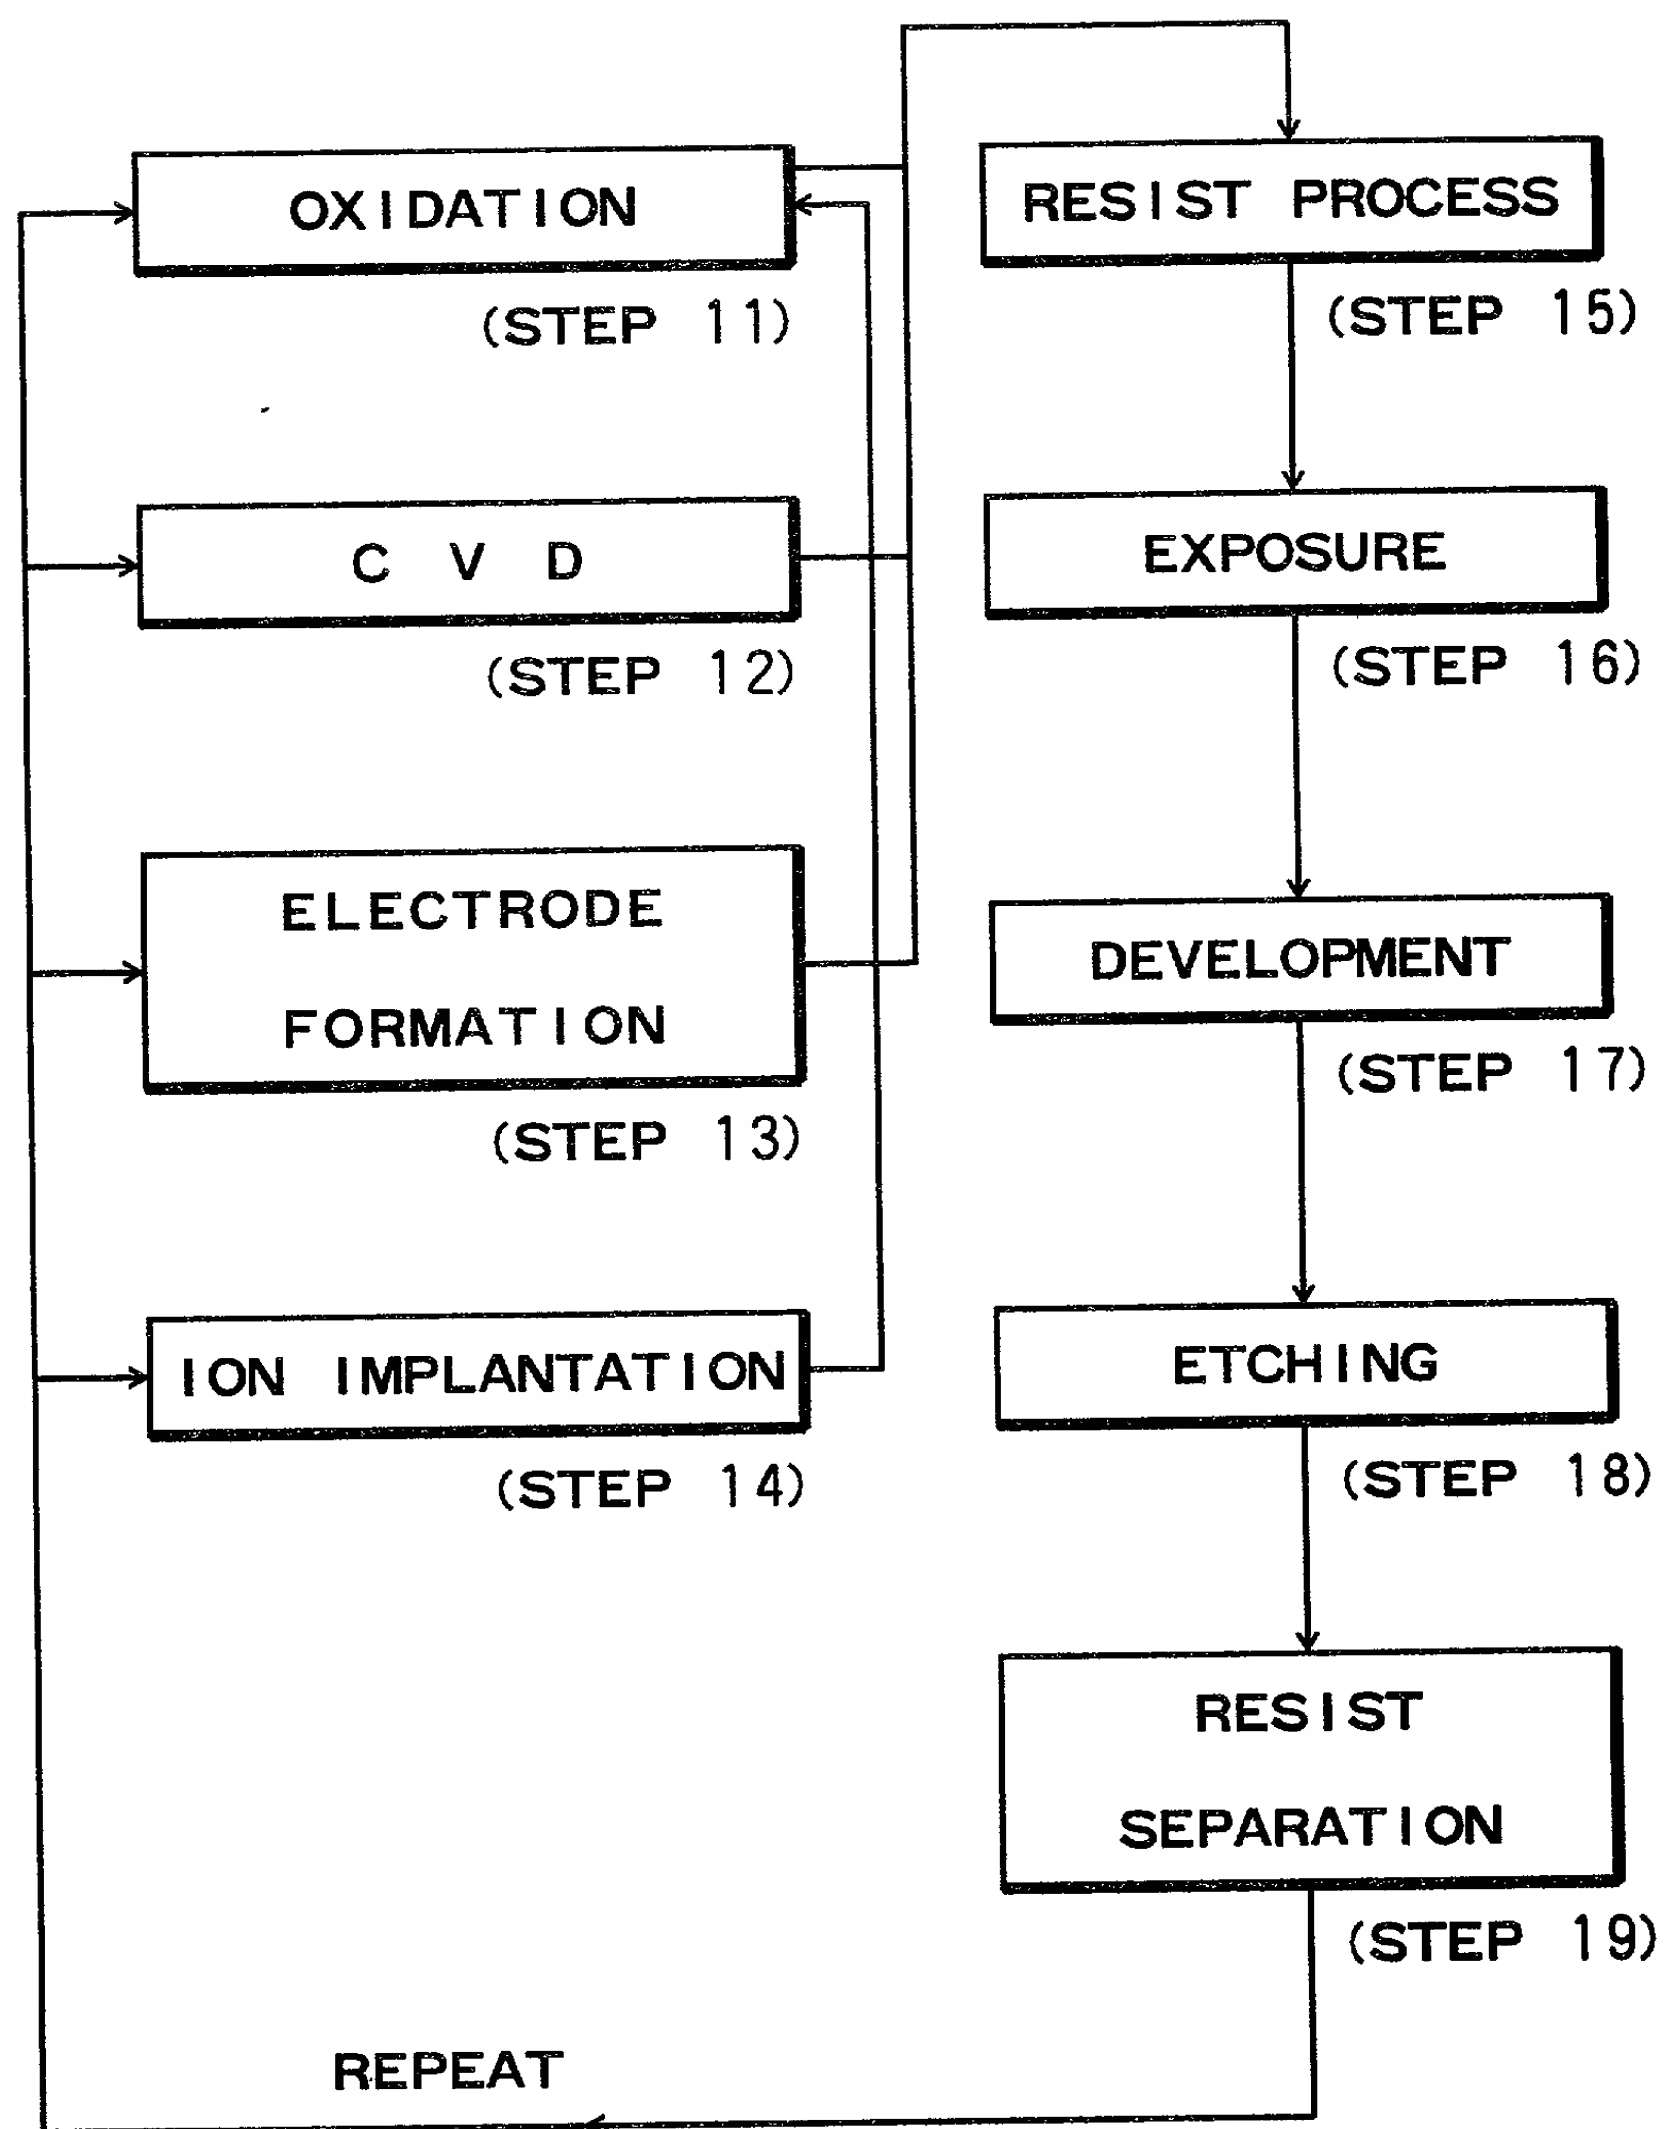 OXIDATION
(STEP 11)
C V D
(STEP 12)
ELECTRODE
FORMATION
(STEP 13)
ION IMPLANTATION
(STEP 14)
RESIST PROCESS
(STEP 15)
EXPOSURE
(STEP 16)
DEVELOPMENT
(STEP 17)
ETCHING
(STEP 18)
RESIST
SEPARATION
(STEP 19)
REPEAT